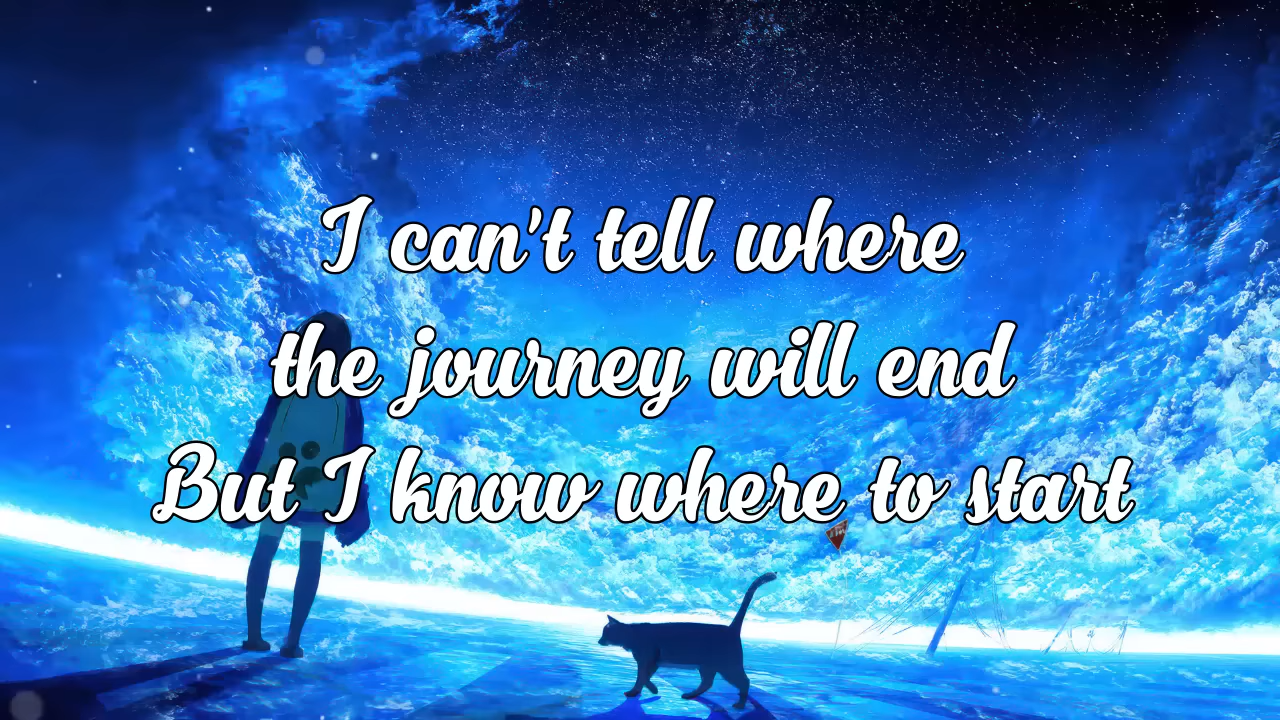 I can't tell where
the journey will end
But I know where to start